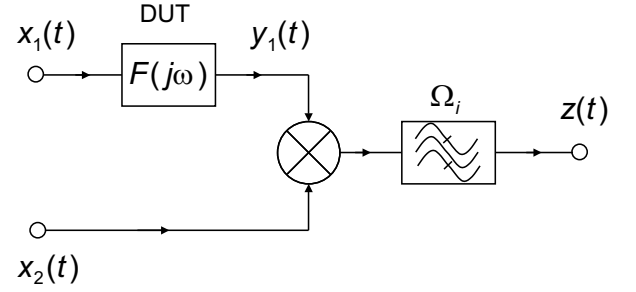 DUT
x₁(t)
F(jω)
y₁(t)
Ωᵢ
z(t)
x₂(t)